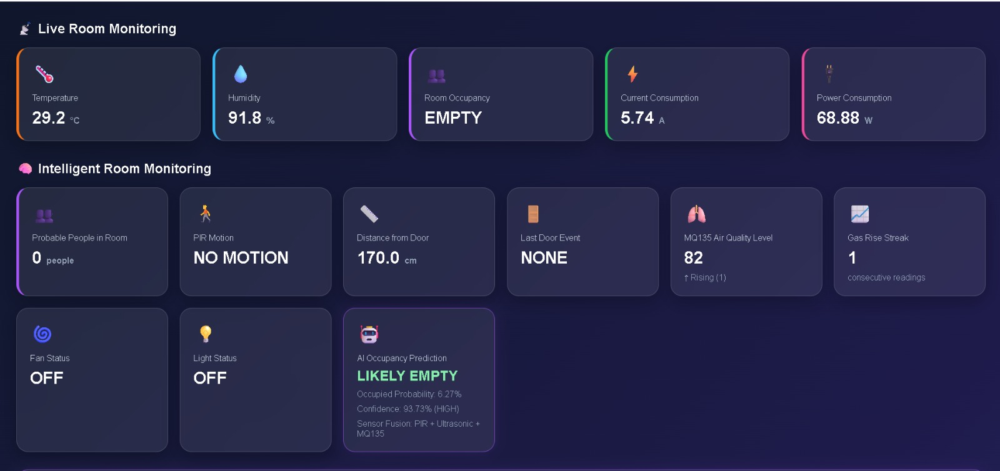 Live Room Monitoring
Temperature
29.2 °C
Humidity
91.8 %
Room Occupancy
EMPTY
Current Consumption
5.74 A
Power Consumption
68.88 W
Intelligent Room Monitoring
Probable People in Room
0 people
PIR Motion
NO MOTION
Distance from Door
170.0 cm
Last Door Event
NONE
MQ135 Air Quality Level
82
↑ Rising (1)
Gas Rise Streak
1
consecutive readings
Fan Status
OFF
Light Status
OFF
AI Occupancy Prediction
LIKELY EMPTY
Occupied Probability: 6.27%
Confidence: 93.73% (HIGH)
Sensor Fusion: PIR + Ultrasonic +
MQ135